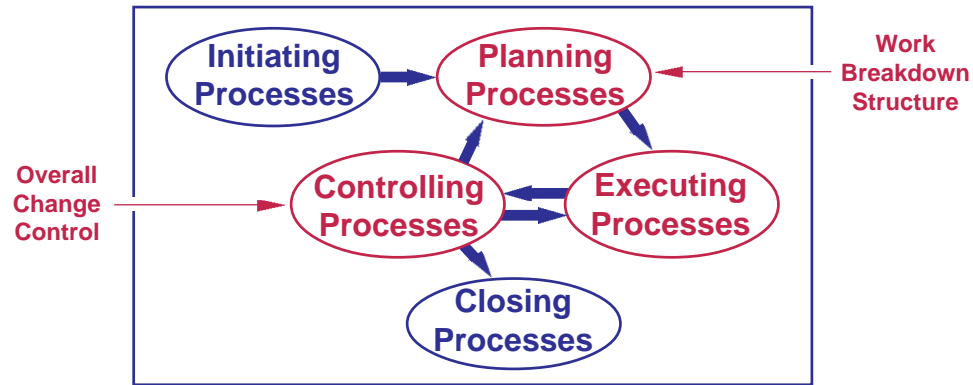 Initiating
Processes
Planning
Processes
Work
Breakdown
Structure
Overall
Change
Control
Controlling
Processes
Executing
Processes
Closing
Processes